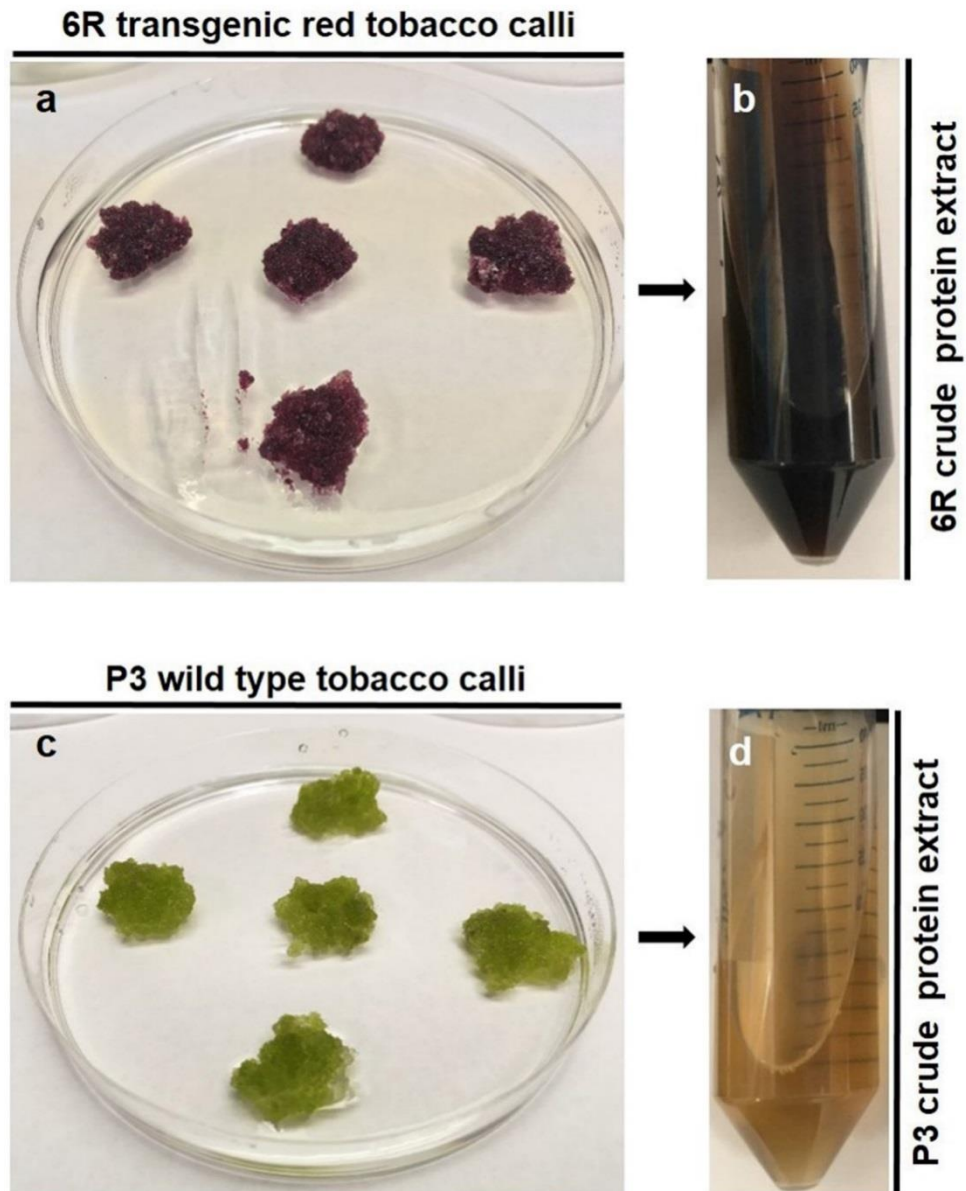 6R transgenic red tobacco calli
a
b
6R crude protein extract
P3 wild type tobacco calli
c
d
P3 crude protein extract